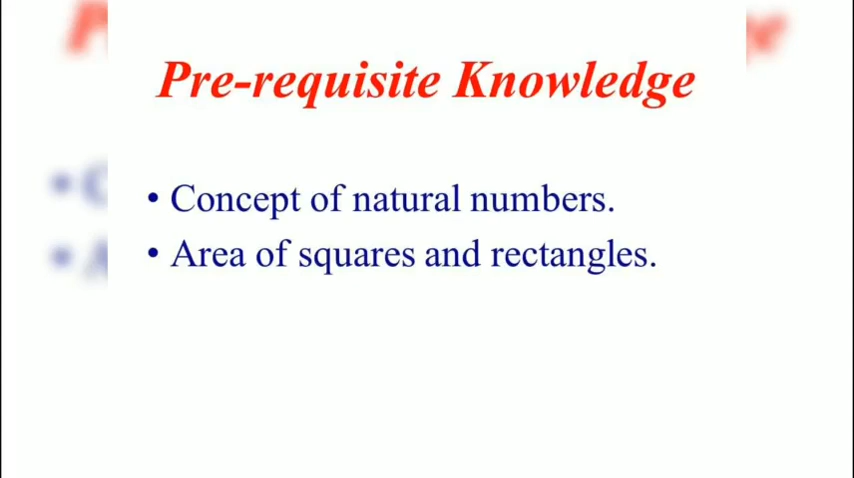 Pre-requisite Knowledge
• Concept of natural numbers.
• Area of squares and rectangles.